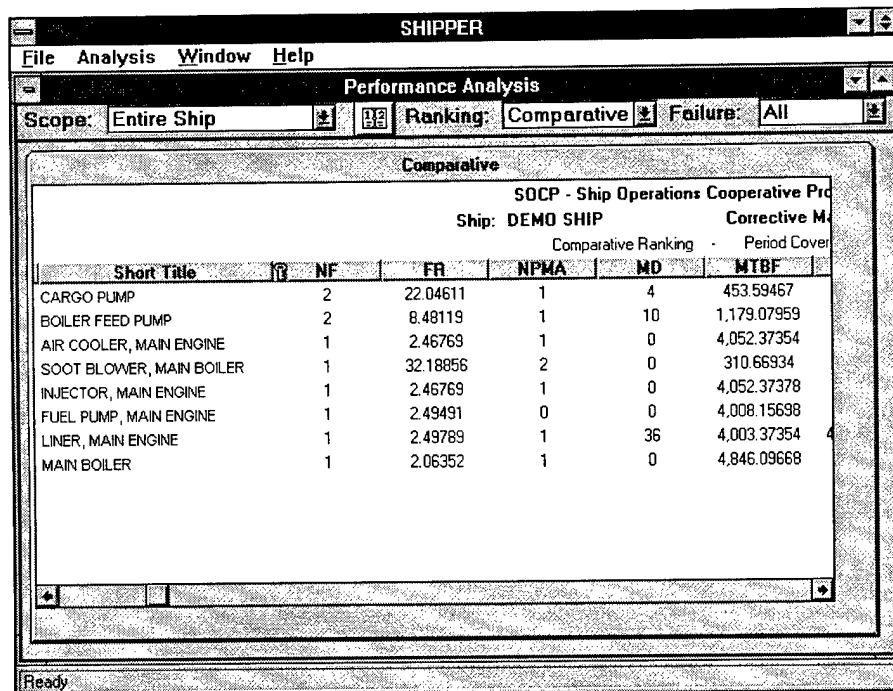 SHIPPER
File Analysis Window Help
Performance Analysis
Scope: Entire Ship Ranking: Comparative Failure: All
Comparative
SOCP - Ship Operations Cooperative Pro
Ship: DEMO SHIP Corrective Ma
Comparative Ranking - Period Cover
Short Title NF FR NPMA MD MTBF
CARGO PUMP 2 22.04611 1 4 453.59467
BOILER FEED PUMP 2 8.48119 1 10 1,179.07959
AIR COOLER, MAIN ENGINE 1 2.46769 1 0 4,052.37354
SOOT BLOWER, MAIN BOILER 1 32.18856 2 0 310.66934
INJECTOR, MAIN ENGINE 1 2.46769 1 0 4,052.37378
FUEL PUMP, MAIN ENGINE 1 2.49491 0 0 4,008.15698
LINER, MAIN ENGINE 1 2.49789 1 36 4,003.37354 4
MAIN BOILER 1 2.06352 1 0 4,846.09668
Ready